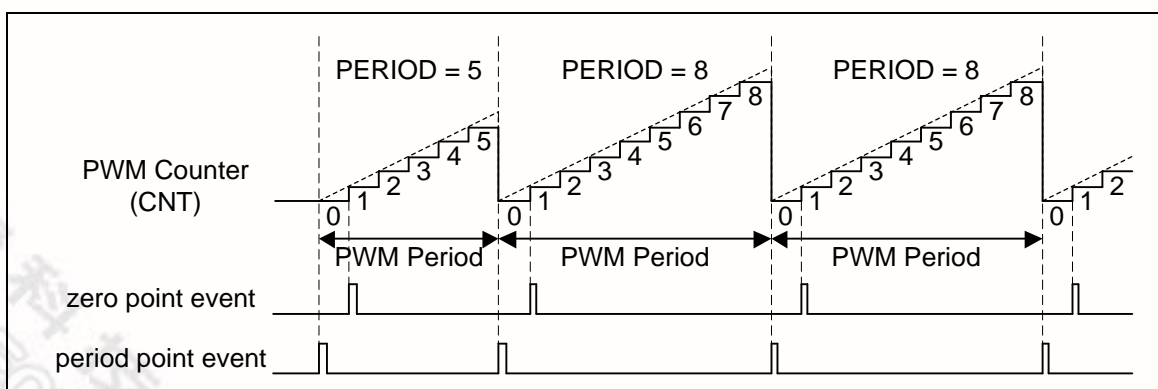 PERIOD = 5 PERIOD = 8 PERIOD = 8
PWM Counter
(CNT)
0 1 2 3 4 5 0 1 2 3 4 5 6 7 8 0 1 2 3 4 5 6 7 8 0 1 2
PWM Period PWM Period PWM Period
zero point event
period point event